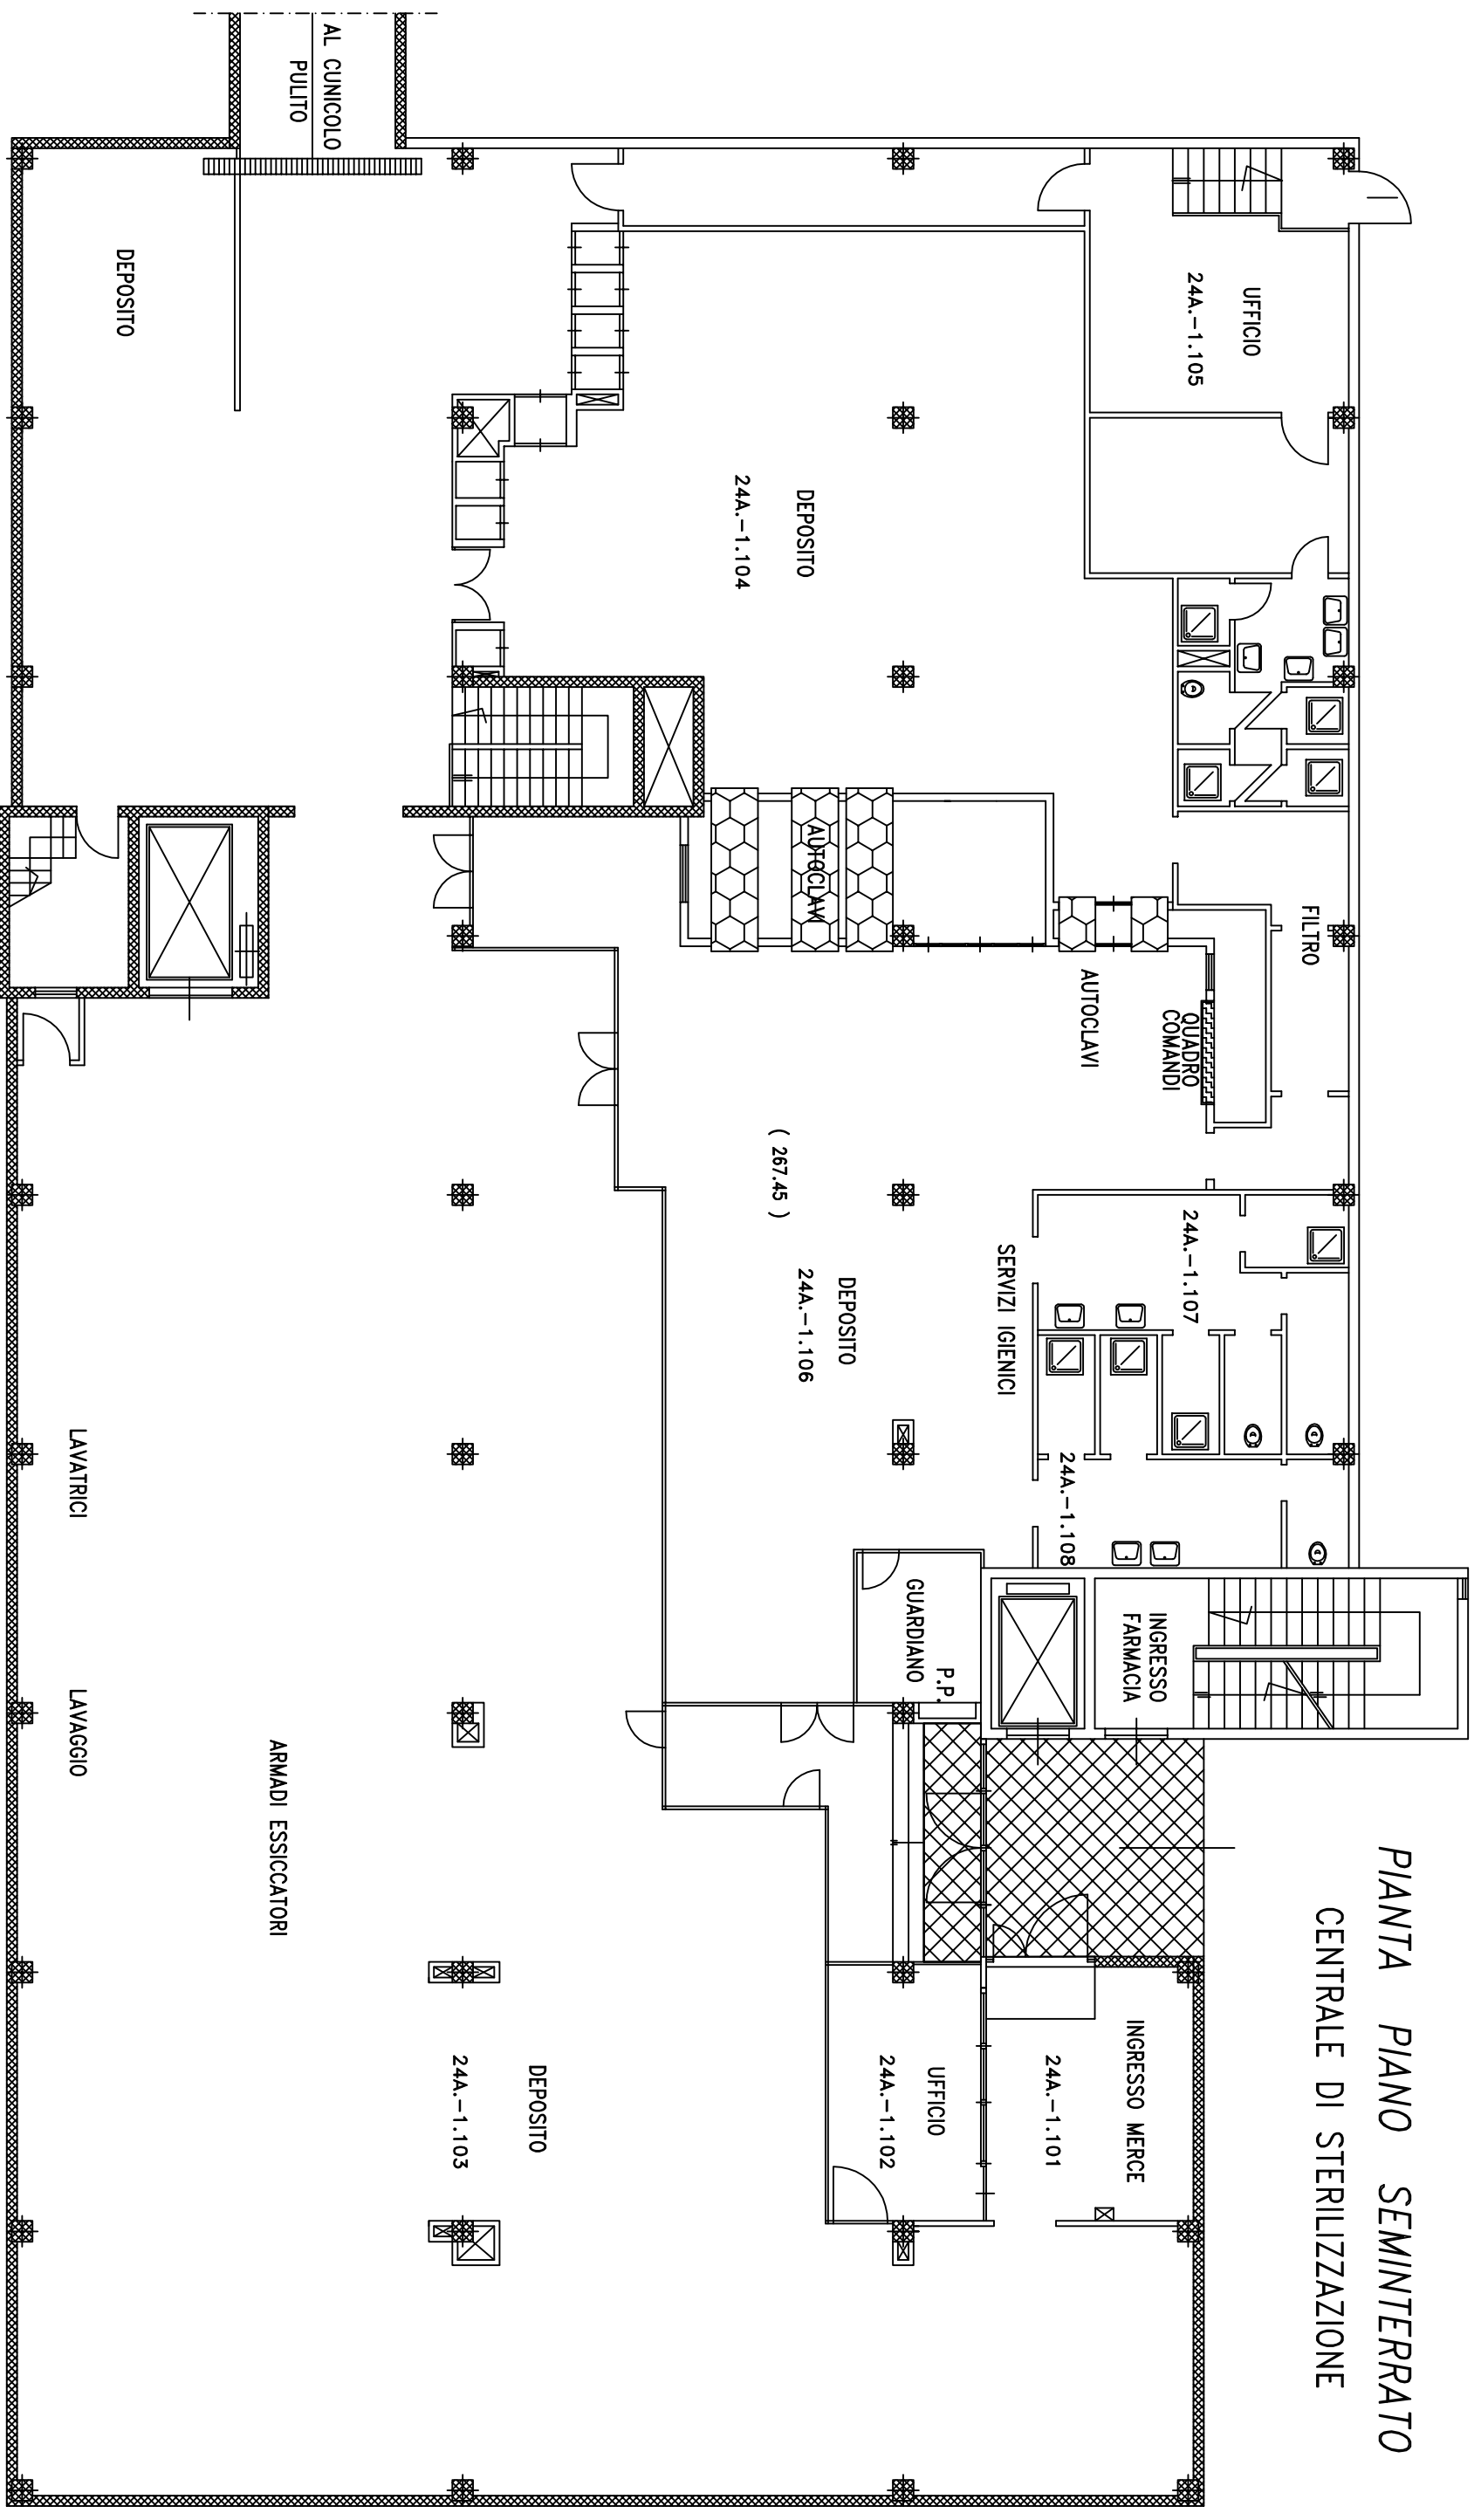 PIANTA PIANO SEMINTERRATO
CENTRALE DI STERILIZZAZIONE
AL CUNICOLO
PULITO
DEPOSITO
UFFICIO
24A.-1.105
DEPOSITO
24A.-1.104
AUTOCLAVI
FILTRO
AUTOCLAVI
QUADRO
COMANDI
( 267.45 )
DEPOSITO
24A.-1.106
24A.-1.107
SERVIZI IGIENICI
24A.-1.108
INGRESSO
FARMACIA
GUARDIANO
P.P.
LAVATRICI
LAVAGGIO
ARMADI ESSICCATORI
INGRESSO MERCE
24A.-1.101
UFFICIO
24A.-1.102
DEPOSITO
24A.-1.103